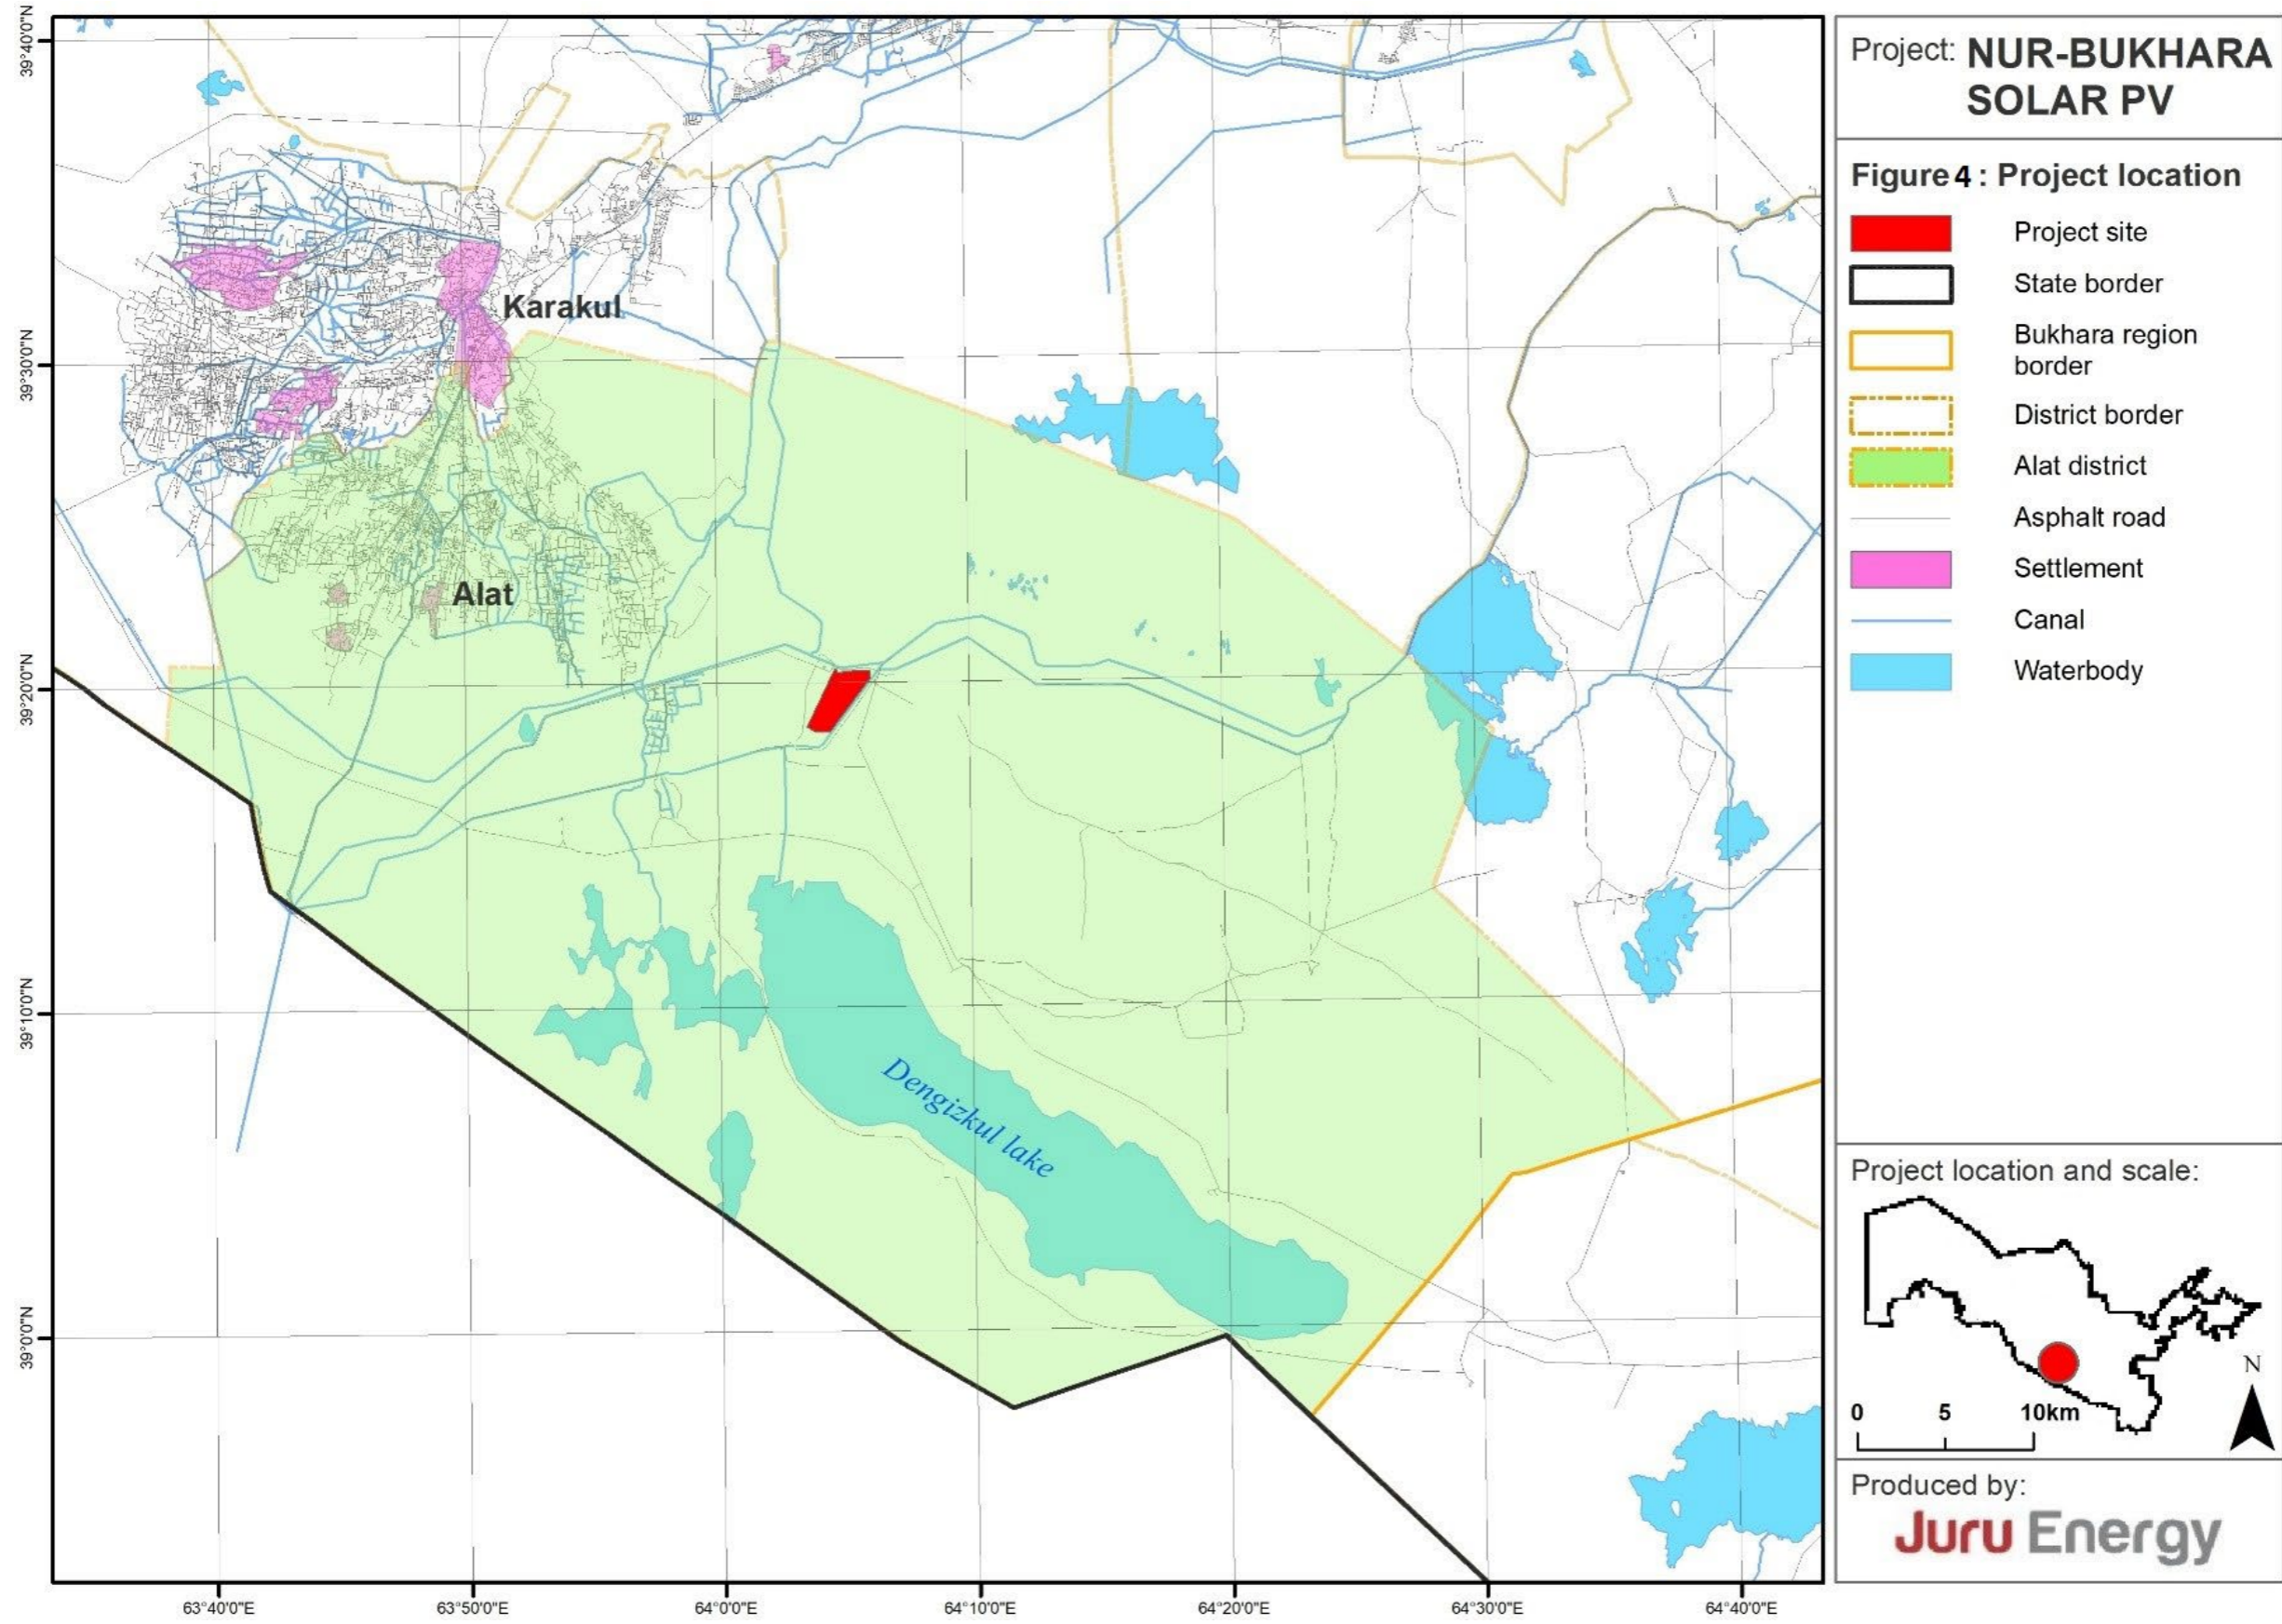 Project: NUR-BUKHARA
SOLAR PV
Figure 4 : Project location
Project site
State border
Bukhara region
border
District border
Alat district
Asphalt road
Settlement
Canal
Waterbody
Project location and scale:
N
0 5 10km
Produced by:
Juru Energy
Karakul
Alat
Dengizkul lake
39°40'0"N
39°30'0"N
39°20'0"N
39°10'0"N
39°0'0"N
63°40'0"E 63°50'0"E 64°0'0"E 64°10'0"E 64°20'0"E 64°30'0"E 64°40'0"E